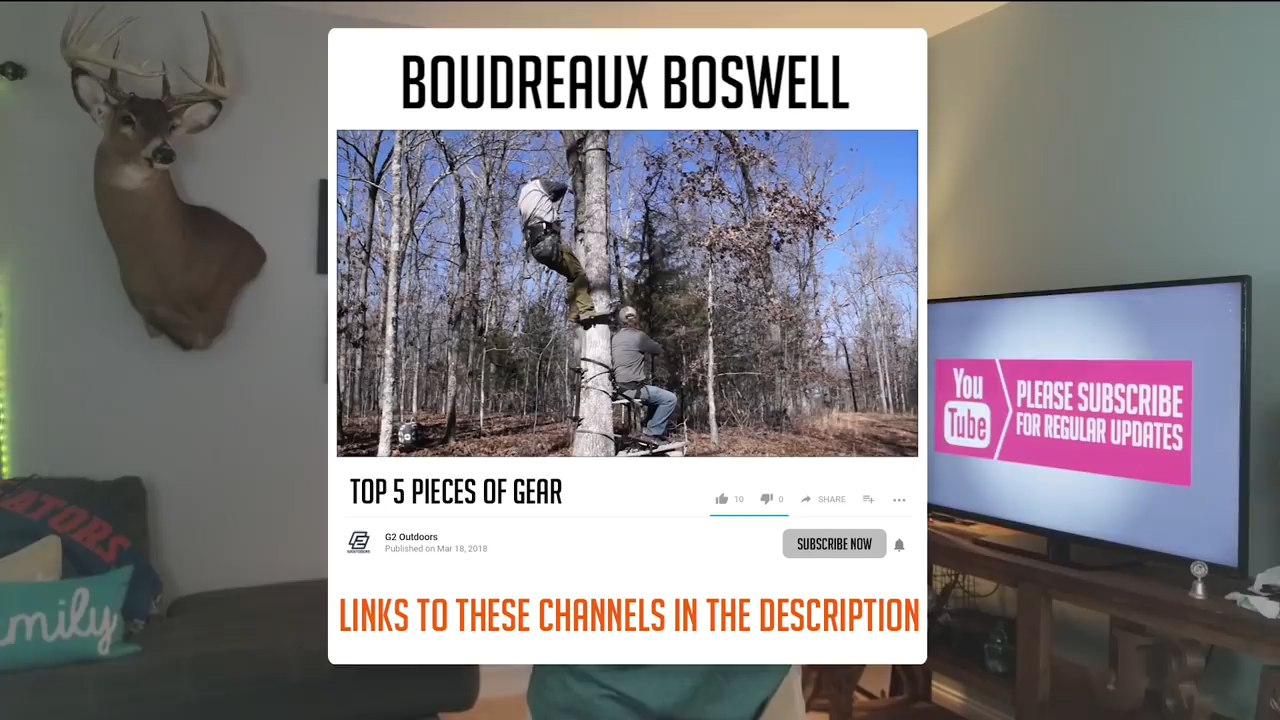 BOUDREAUX BOSWELL
TOP 5 PIECES OF GEAR
10
0
SHARE
G2 Outdoors
Published on Mar 18, 2018
SUBSCRIBE NOW
LINKS TO THESE CHANNELS IN THE DESCRIPTION
You
Tube
PLEASE SUBSCRIBE
FOR REGULAR UPDATES
GATORS
mily